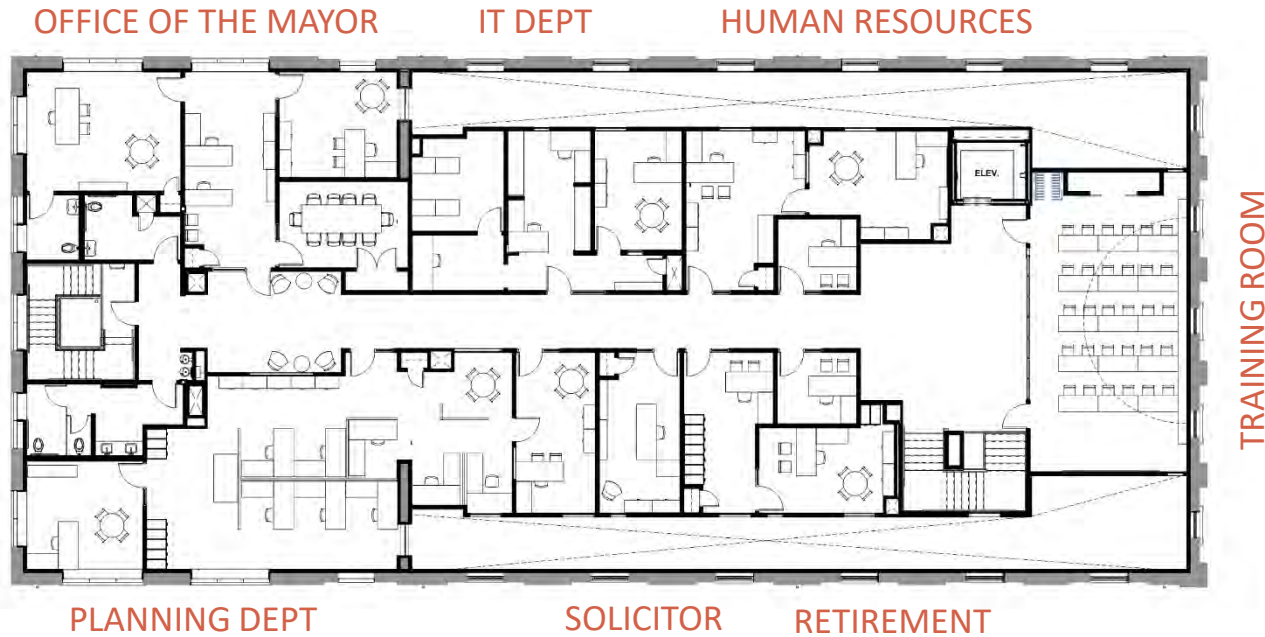 OFFICE OF THE MAYOR
IT DEPT
HUMAN RESOURCES
ELEV.
TRAINING ROOM
PLANNING DEPT
SOLICITOR
RETIREMENT